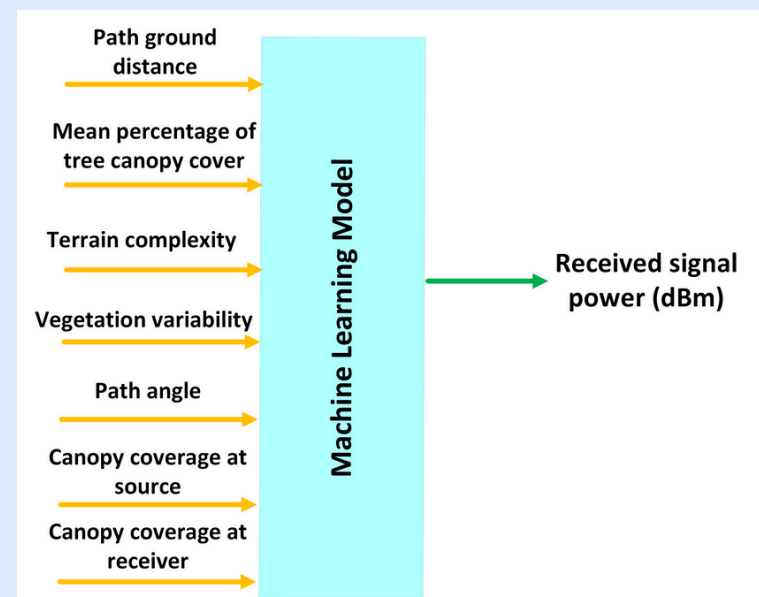 Path ground
distance
Mean percentage of
tree canopy cover
Terrain complexity
Vegetation variability
Path angle
Canopy coverage at
source
Canopy coverage at
receiver
Machine Learning Model
Received signal
power (dBm)